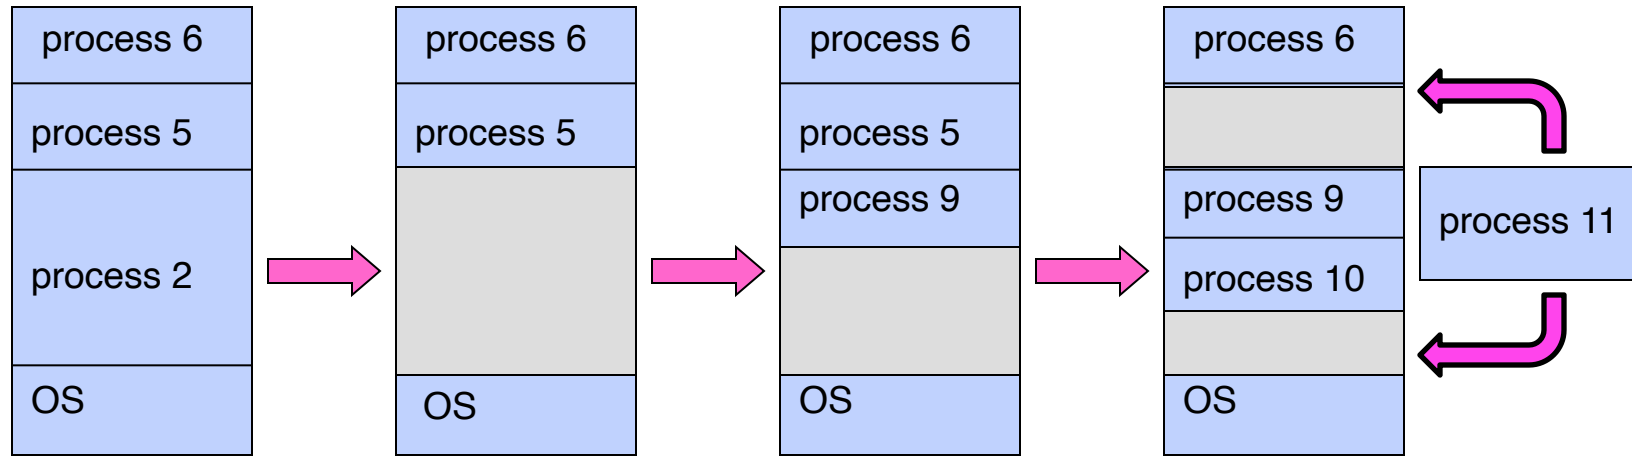 process 6
process 5
process 2
OS
process 6
process 5
OS
process 6
process 5
process 9
OS
process 6
process 9
process 10
OS
process 11